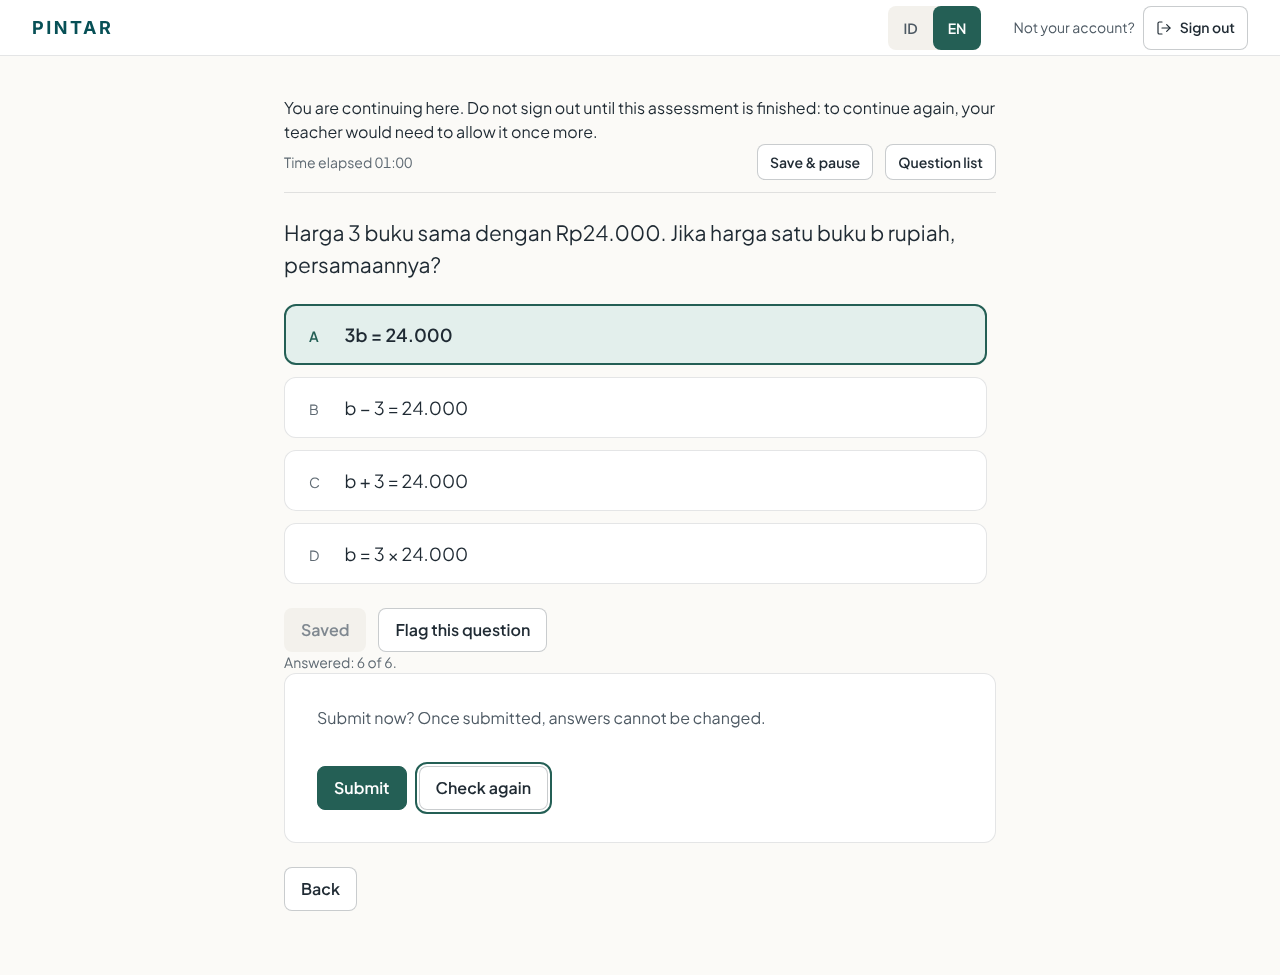 PINTAR
ID
EN
Not your account?
Sign out
You are continuing here. Do not sign out until this assessment is finished: to continue again, your
teacher would need to allow it once more.
Time elapsed 01:00
Save & pause
Question list
Harga 3 buku sama dengan Rp24.000. Jika harga satu buku b rupiah,
persamaannya?
A 3b = 24.000
B b − 3 = 24.000
C b + 3 = 24.000
D b = 3 × 24.000
Saved
Flag this question
Answered: 6 of 6.
Submit now? Once submitted, answers cannot be changed.
Submit
Check again
Back